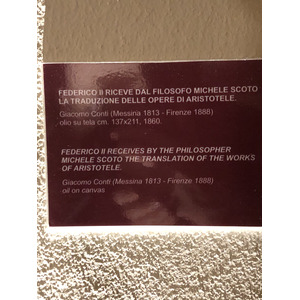 FEDERICO II RICEVE DAL FILOSOFO MICHELE SCOTO
LA TRADUZIONE DELLE OPERE DI ARISTOTELE.
Giacomo Conti (Messina 1813 - Firenze 1888)
olio su tela cm. 137x211, 1860.
FEDERICO II RECEIVES BY THE PHILOSOPHER
MICHELE SCOTO THE TRANSLATION OF THE WORKS
OF ARISTOTELE.
Giacomo Conti (Messina 1813 - Firenze 1888)
oil on canvas